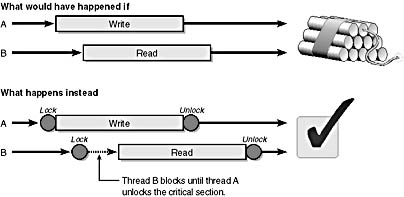 What would have happened if
A
Write
B
Read
What happens instead
Lock
Unlock
A
Write
Lock
Unlock
B
Read
Thread B blocks until thread A
unlocks the critical section.